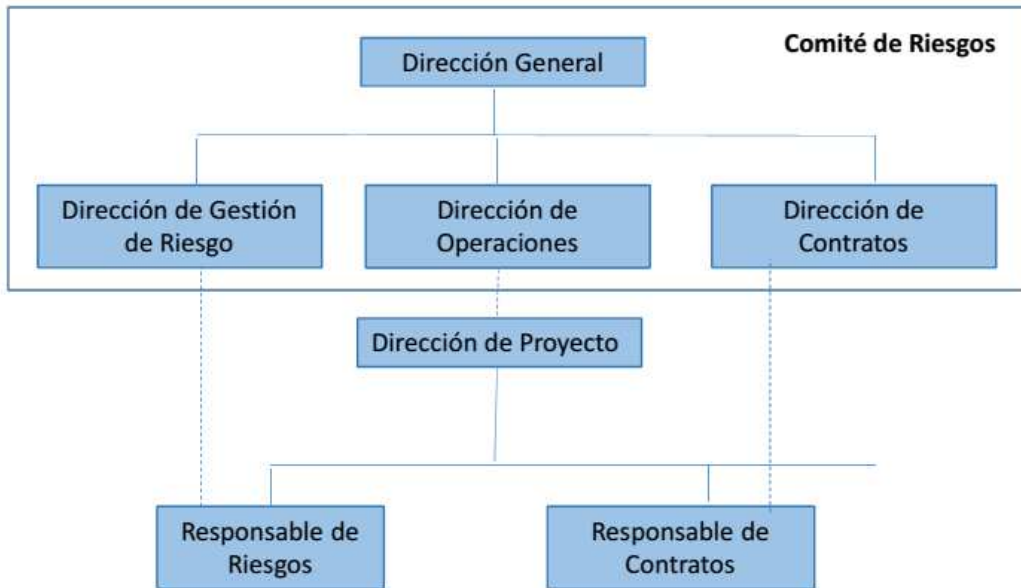 Comité de Riesgos
Dirección General
Dirección de Gestión
de Riesgo
Dirección de
Operaciones
Dirección de
Contratos
Dirección de Proyecto
Responsable de
Riesgos
Responsable de
Contratos